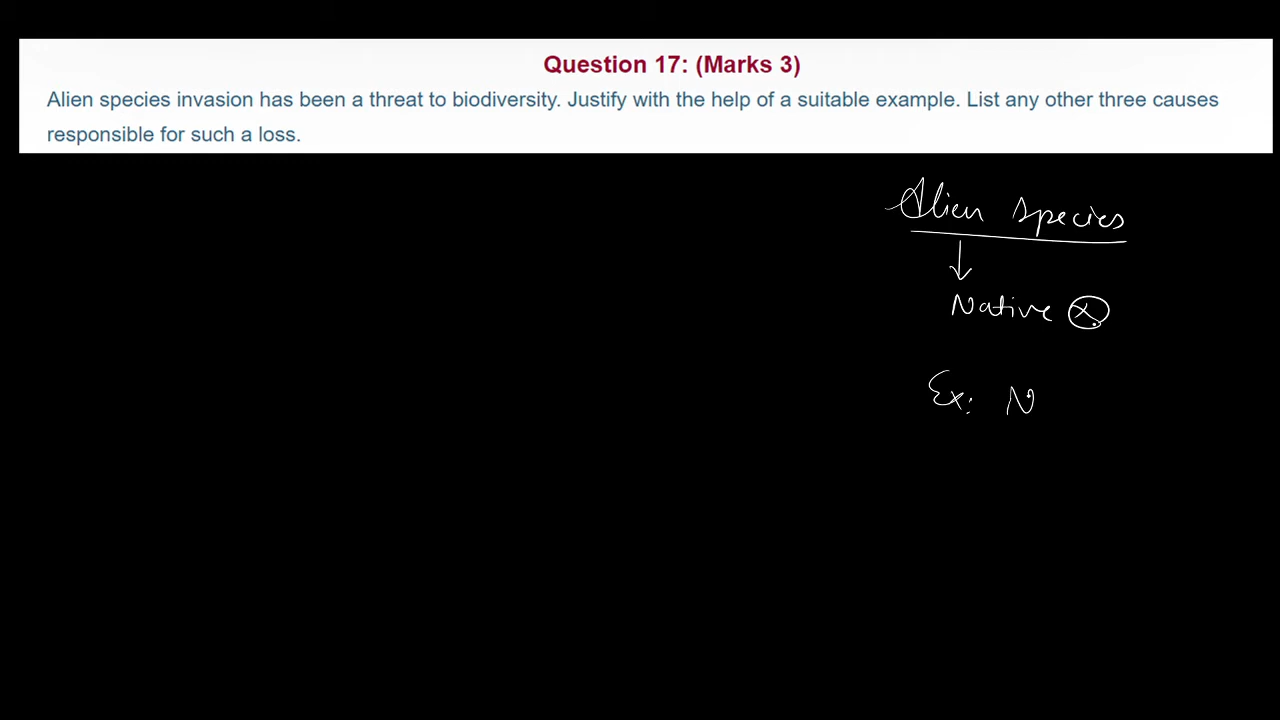 Question 17: (Marks 3)
Alien species invasion has been a threat to biodiversity. Justify with the help of a suitable example. List any other three causes
responsible for such a loss.
Alien species
↓
Native ⓧ
Ex: N